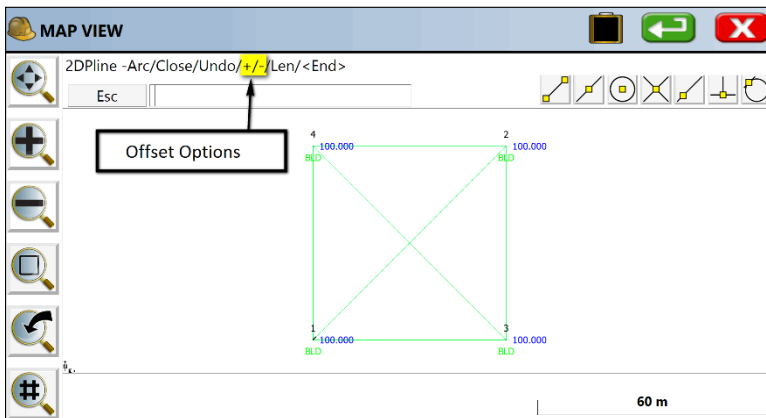 MAP VIEW
2DPline -Arc/Close/Undo/+/-/Len/<End>
Esc
Offset Options
4 2
100.000 100.000
BLD BLD
1 3
100.000 100.000
BLD BLD
60 m